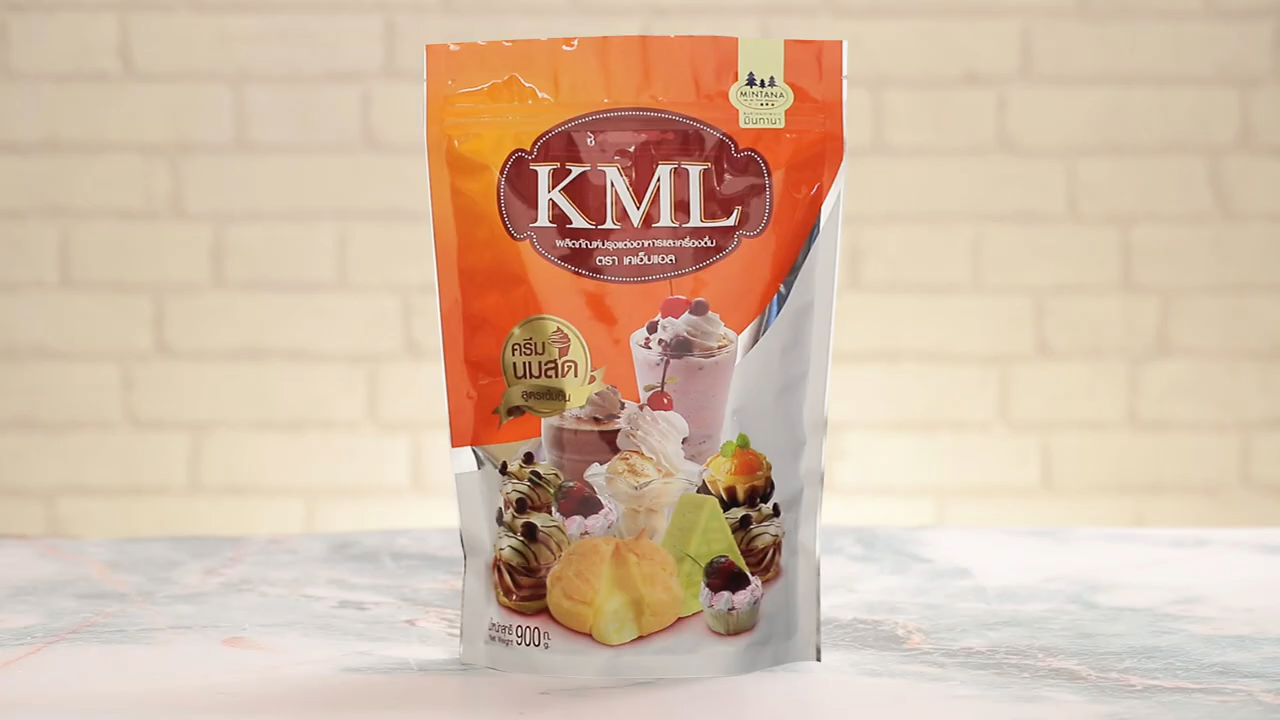 MINTANA
มินทานา
KML
ผลิตภัณฑ์ปรุงแต่งอาหารและเครื่องดื่ม
ตรา เคเอ็มแอล
ครีม
นมสด
สูตรเข้มข้น
น้ำหนักสุทธิ 900 ก.
Net Weight g.